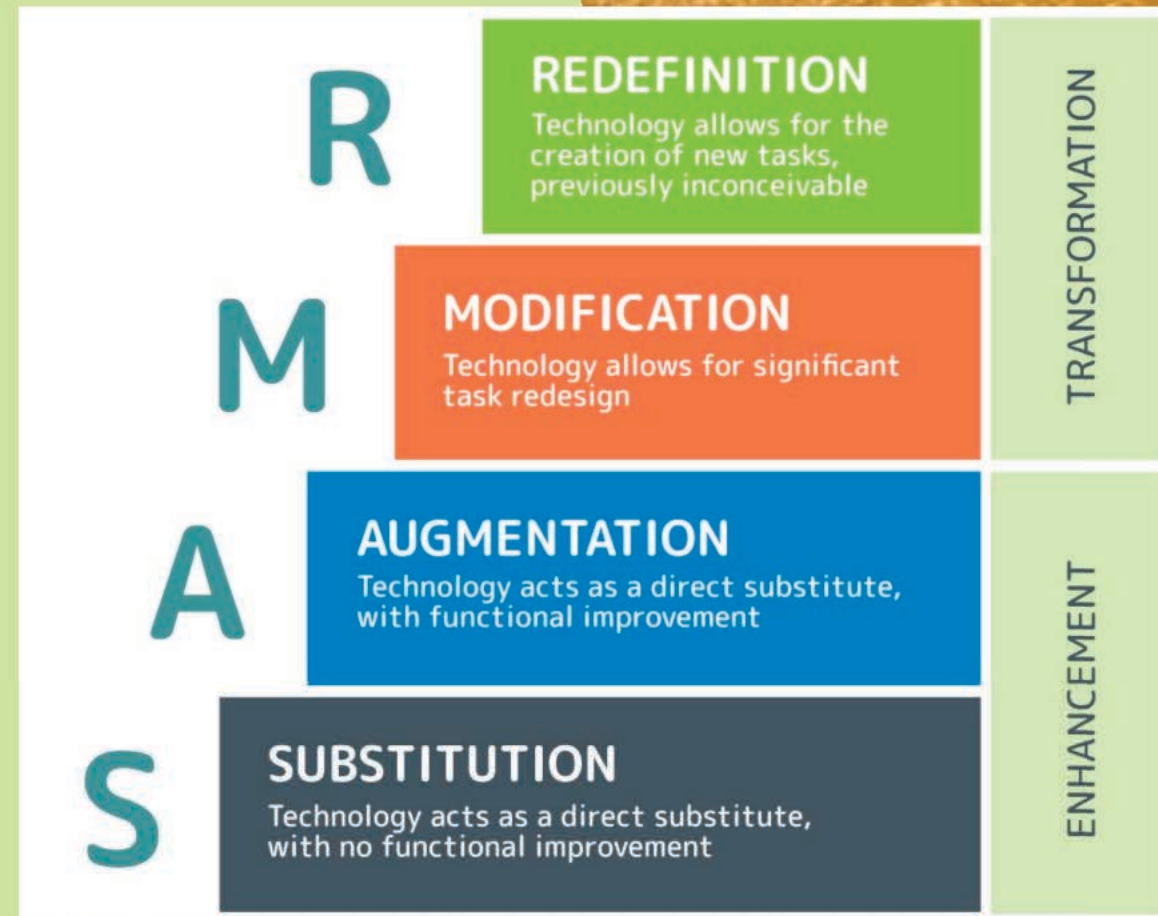 R
REDEFINITION
Technology allows for the
creation of new tasks,
previously inconceivable
TRANSFORMATION
M
MODIFICATION
Technology allows for significant
task redesign
A
AUGMENTATION
Technology acts as a direct substitute,
with functional improvement
ENHANCEMENT
S
SUBSTITUTION
Technology acts as a direct substitute,
with no functional improvement